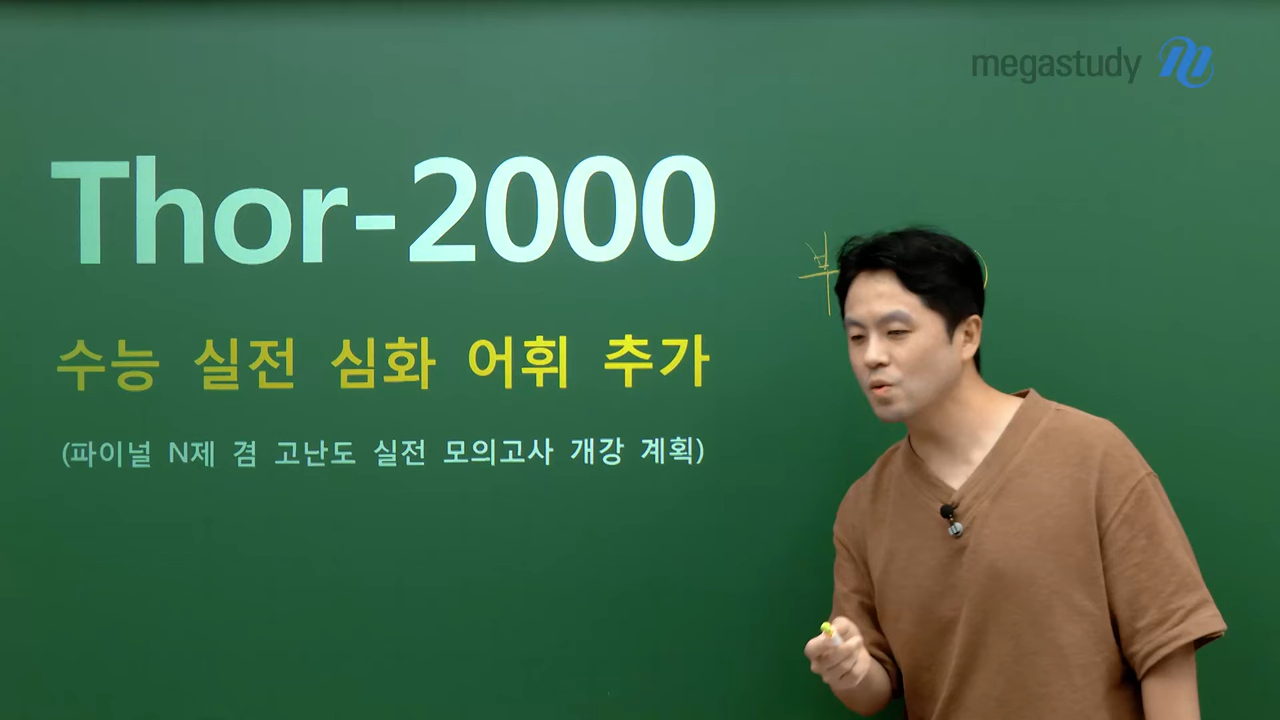 megastudy
Thor-2000
수능 실전 심화 어휘 추가
(파이널 N제 겸 고난도 실전 모의고사 개강 계획)
부